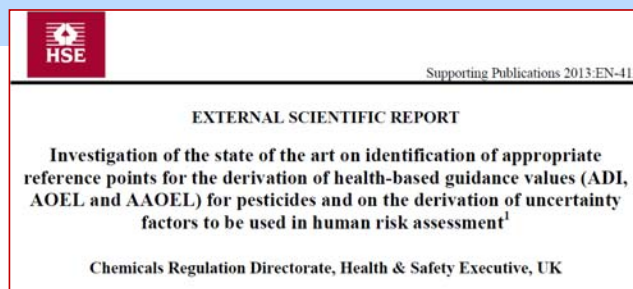 HSE
Supporting Publications 2013:EN-41
EXTERNAL SCIENTIFIC REPORT
Investigation of the state of the art on identification of appropriate
reference points for the derivation of health-based guidance values (ADI,
AOEL and AAOEL) for pesticides and on the derivation of uncertainty
factors to be used in human risk assessment1
Chemicals Regulation Directorate, Health & Safety Executive, UK